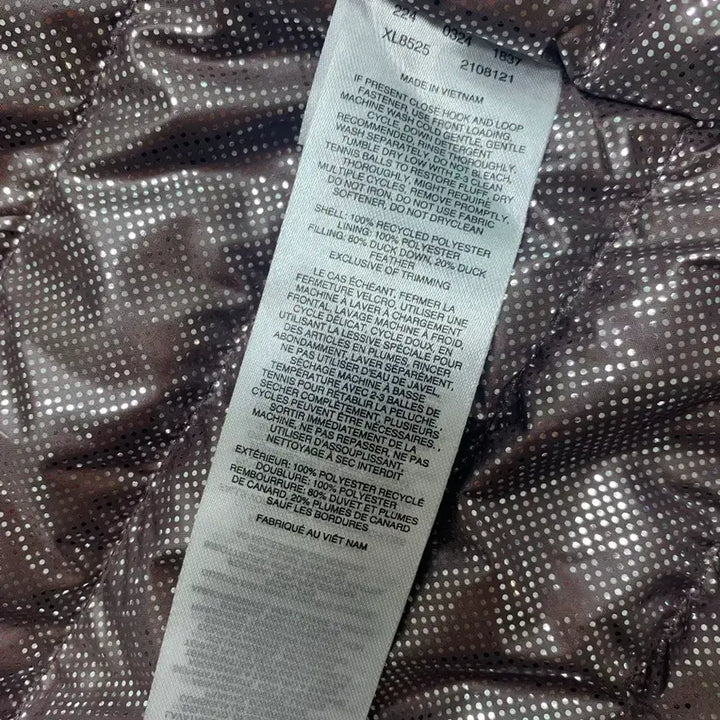 224 0324 1837
XL8525 2108121
MADE IN VIETNAM
IF PRESENT CLOSE HOOK AND LOOP
FASTENER, USE FRONT LOADING
MACHINE WASH COLD GENTLE, GENTLE
CYCLE, DOWN DETERGENT
RECOMMENDED, RINSE THOROUGHLY.
WASH SEPARATELY. DO NOT BLEACH.
TUMBLE DRY LOW WITH 2-3 CLEAN
TENNIS BALLS TO RESTORE FLUFF, DRY
THOROUGHLY, MIGHT REQUIRE
MULTIPLE CYCLES. REMOVE PROMPTLY.
DO NOT IRON, DO NOT USE FABRIC
SOFTENER. DO NOT DRYCLEAN
SHELL: 100% RECYCLED POLYESTER
LINING: 100% POLYESTER
FILLING: 80% DUCK DOWN, 20% DUCK
FEATHER
EXCLUSIVE OF TRIMMING
LE CAS ÉCHÉANT, FERMER LA
FERMETURE VELCRO. UTILISER UNE
MACHINE À LAVER À CHARGEMENT
FRONTAL, LAVAGE MACHINE À FROID,
CYCLE DÉLICAT, CYCLE DOUX, EN
UTILISANT LA LESSIVE SPÉCIALE POUR
DES ARTICLES EN PLUMES, RINCER
ABONDAMMENT, LAVER SÉPARÉMENT,
NE PAS UTILISER D'EAU DE JAVEL,
SÉCHAGE MACHINE À BASSE
TEMPÉRATURE AVEC 2-3 BALLES DE
TENNIS POUR RÉTABLIR LA PELUCHE,
SÉCHER COMPLÈTEMENT, PLUSIEURS
CYCLES PEUVENT ÊTRE NÉCESSAIRES.
SORTIR IMMÉDIATEMENT DE LA
MACHINE, NE PAS REPASSER, NE PAS
UTILISER D'ASSOUPLISSANT,
NETTOYAGE À SEC INTERDIT
EXTÉRIEUR: 100% POLYESTER RECYCLÉ
DOUBLURE: 100% POLYESTER
REMBOURRURE: 80% DUVET ET PLUMES
DE CANARD, 20% PLUMES DE CANARD
SAUF LES BORDURES
FABRIQUÉ AU VIÊT NAM